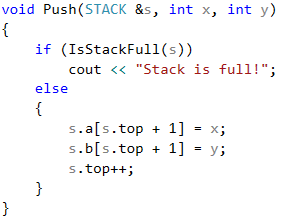 void Push(STACK &s, int x, int y)
{
    if (IsStackFull(s))
        cout << "Stack is full!";
    else
    {
        s.a[s.top + 1] = x;
        s.b[s.top + 1] = y;
        s.top++;
    }
}